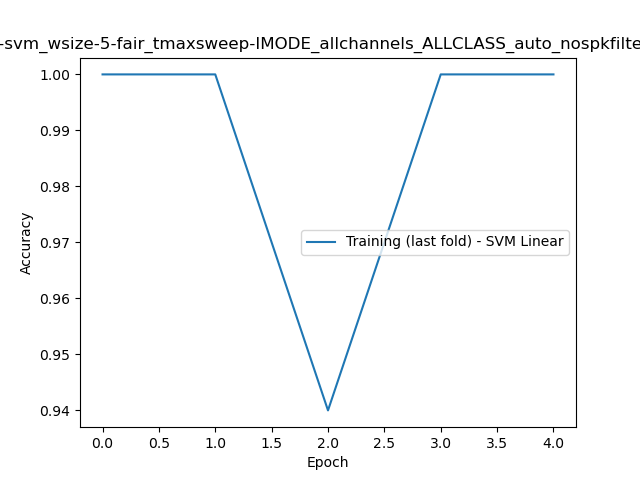 -svm_wsize-5-fair_tmaxsweep-IMODE_allchannels_ALLCLASS_auto_nospkfilte
1.00
0.99
0.98
0.97
0.96
0.95
0.94
Accuracy
Training (last fold) - SVM Linear
0.0 0.5 1.0 1.5 2.0 2.5 3.0 3.5 4.0
Epoch